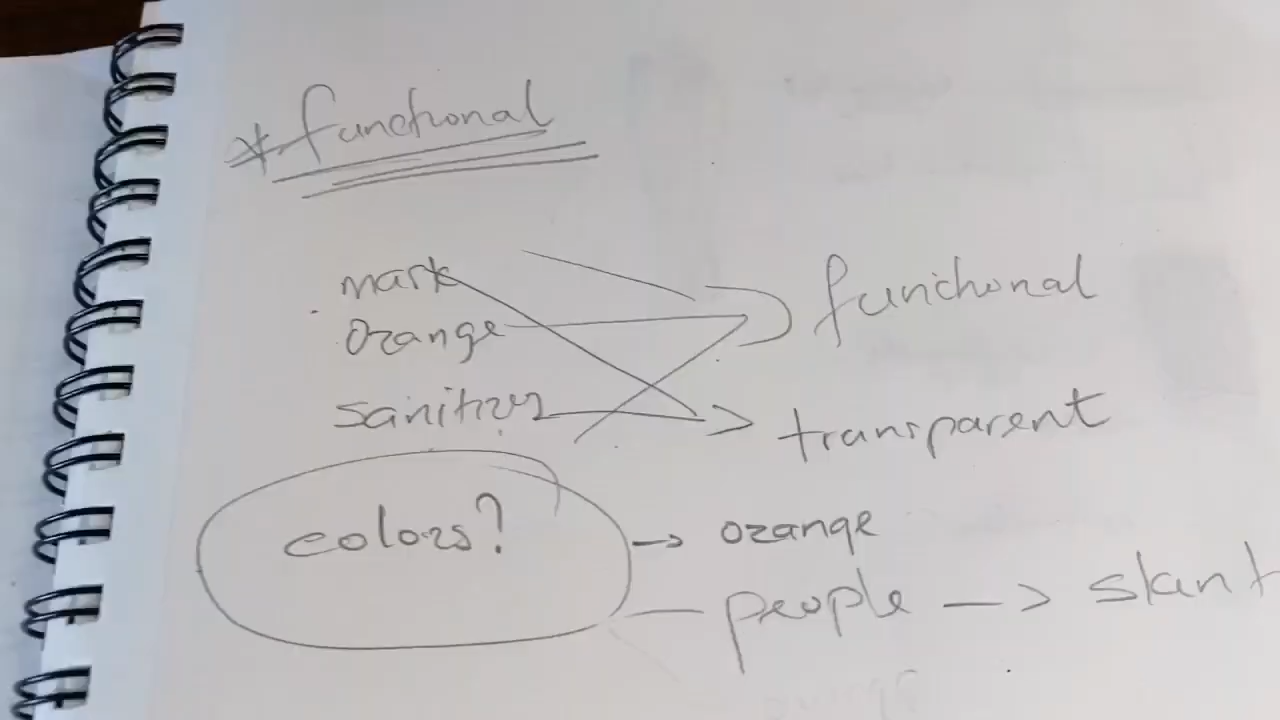 *functional
mask
orange
sanitizer
functional
transparent
colors?
→ orange
people → slant